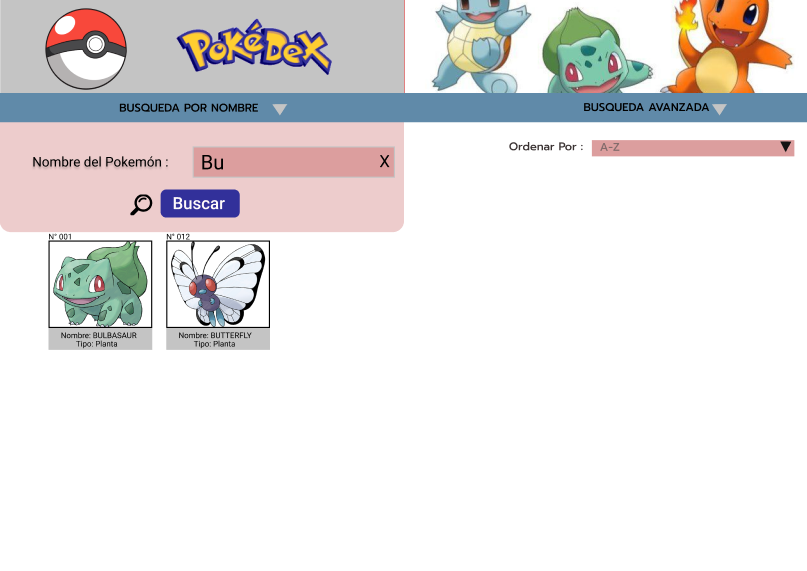 POKéDEX
BUSQUEDA POR NOMBRE
BUSQUEDA AVANZADA
Nombre del Pokemón :
Bu
X
Buscar
Ordenar Por :
A-Z
N° 001
N° 012
Nombre: BULBASAUR
Tipo: Planta
Nombre: BUTTERFLY
Tipo: Planta